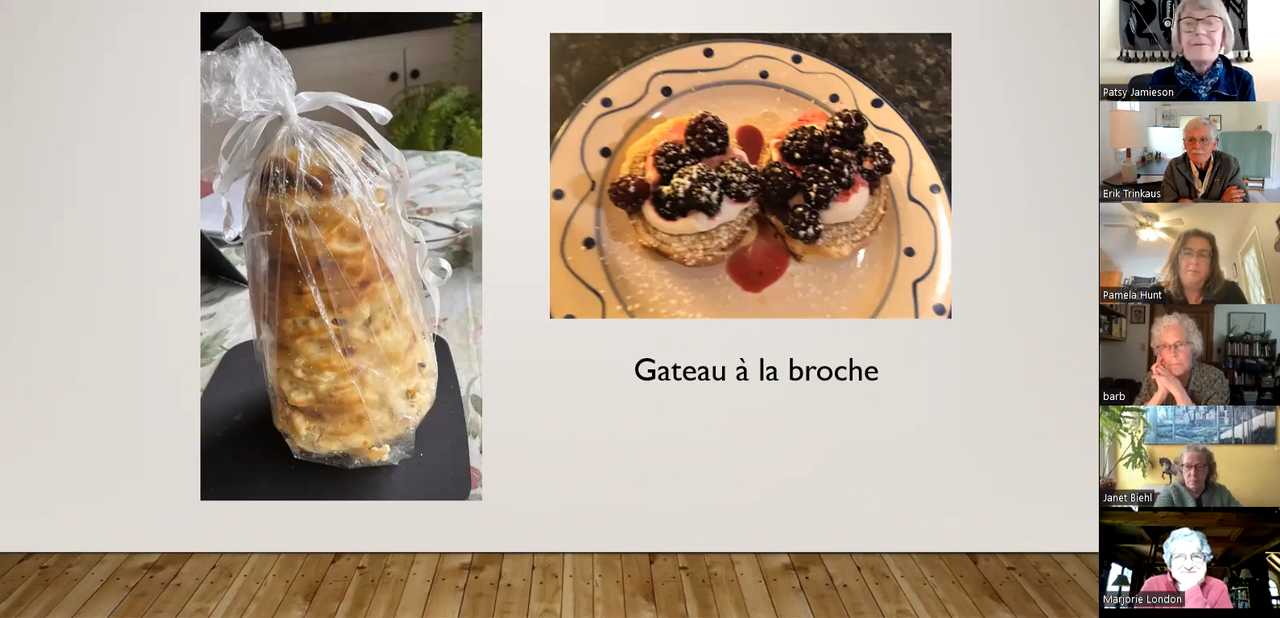 Gateau à la broche
Patsy Jamieson
Erik Trinkaus
Pamela Hunt
barb
Janet Biehl
Marjorie London